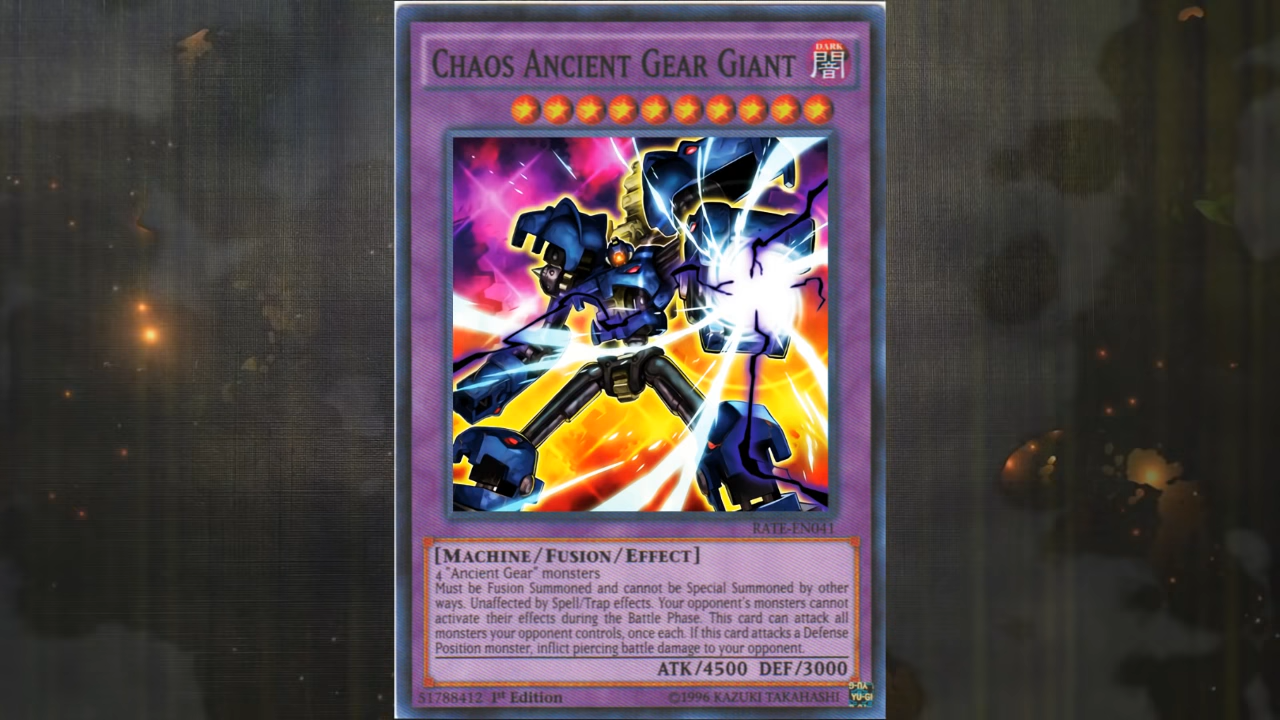 CHAOS ANCIENT GEAR GIANT
DARK
闇
RATE-EN041
[MACHINE/FUSION/EFFECT]
4 "Ancient Gear" monsters
Must be Fusion Summoned and cannot be Special Summoned by other
ways. Unaffected by Spell/Trap effects. Your opponent's monsters cannot
activate their effects during the Battle Phase. This card can attack all
monsters your opponent controls, once each. If this card attacks a Defense
Position monster, inflict piercing battle damage to your opponent.
ATK/4500 DEF/3000
51788412 1st Edition
©1996 KAZUKI TAKAHASHI